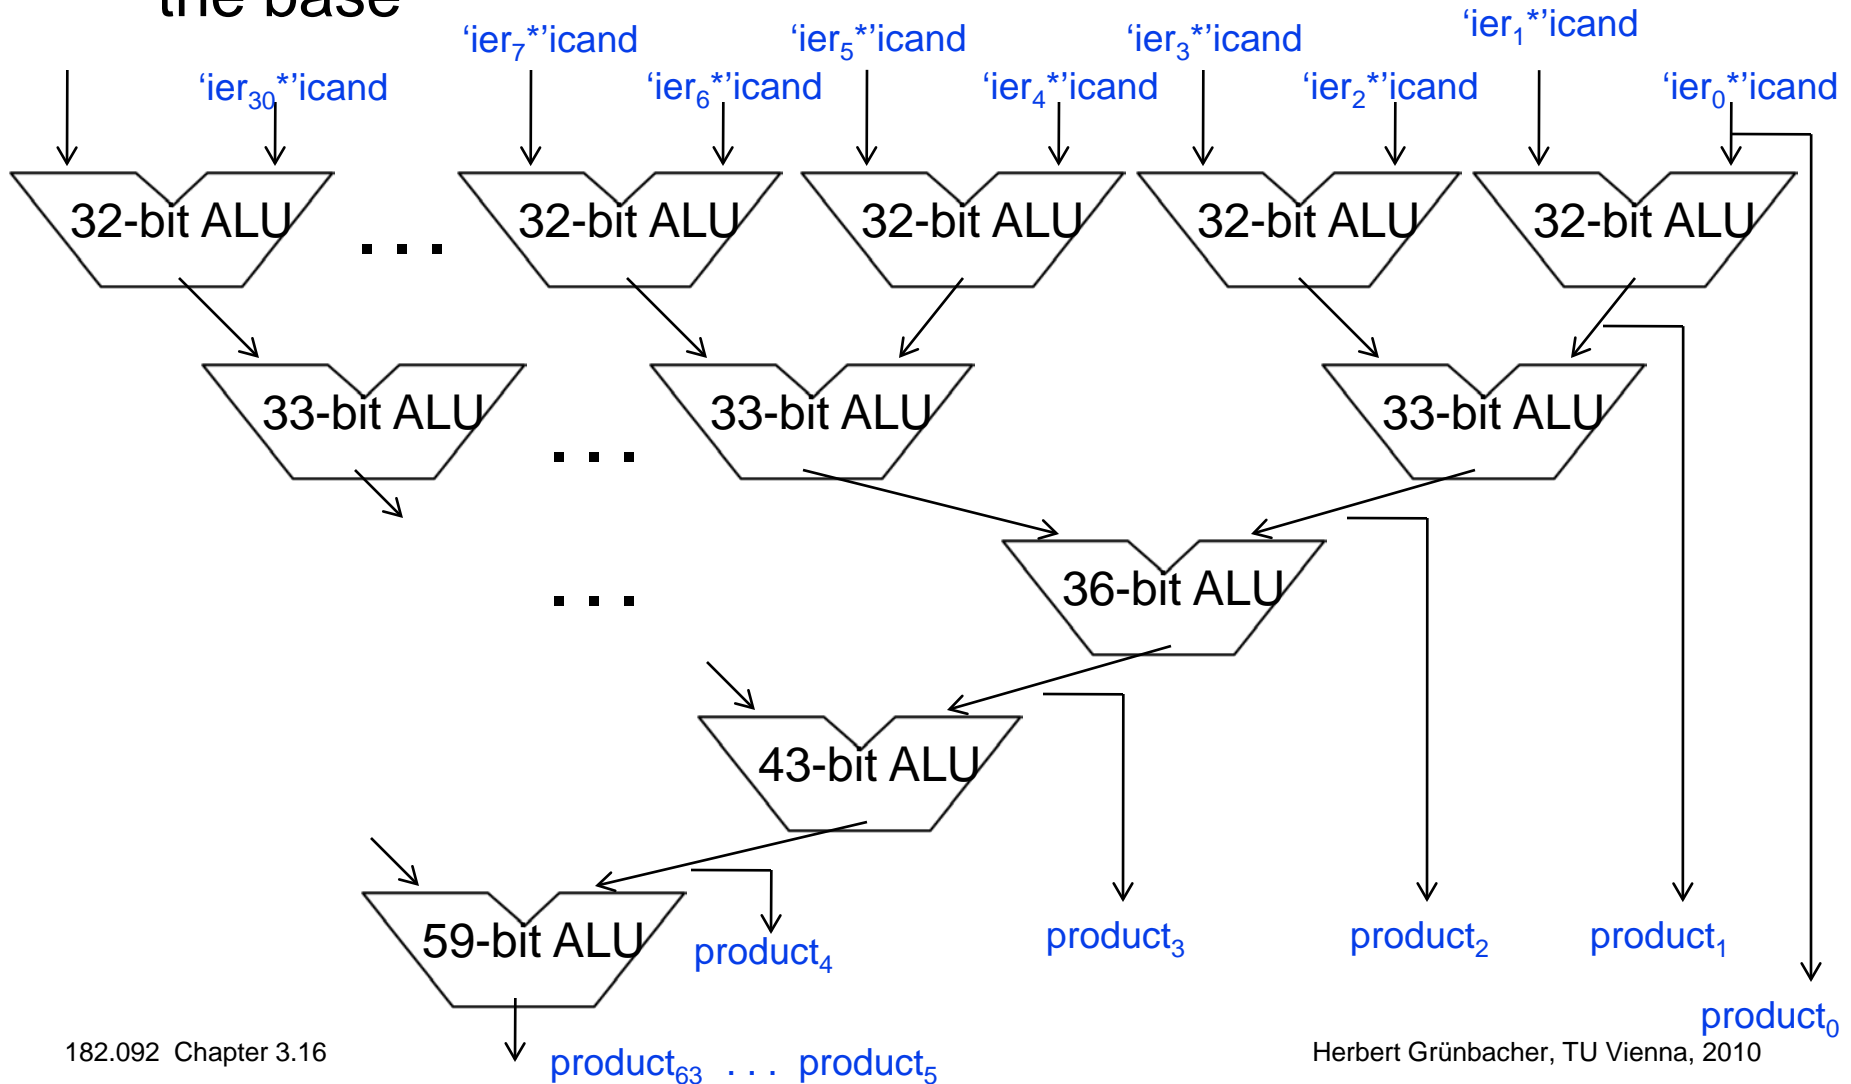 the base
‘ier₇*’icand ‘ier₅*’icand ‘ier₃*’icand ‘ier₁*’icand
‘ier₃₀*’icand ‘ier₆*’icand ‘ier₄*’icand ‘ier₂*’icand ‘ier₀*’icand
32-bit ALU . . . 32-bit ALU 32-bit ALU 32-bit ALU 32-bit ALU
33-bit ALU . . . 33-bit ALU 33-bit ALU
. . . 36-bit ALU
43-bit ALU
59-bit ALU product₄ product₃ product₂ product₁
product₀
182.092 Chapter 3.16 product₆₃ . . . product₅ Herbert Grünbacher, TU Vienna, 2010